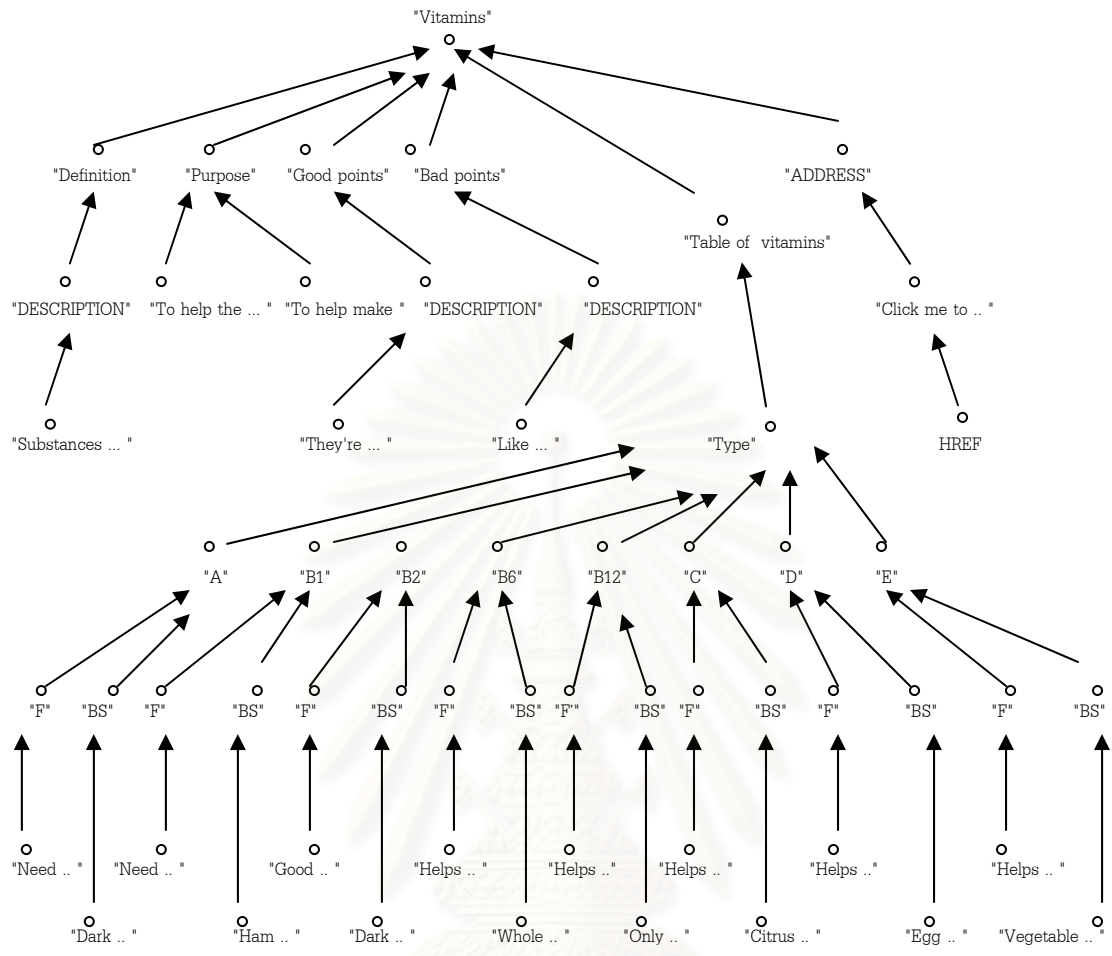 "Vitamins"
"Definition" "Purpose" "Good points" "Bad points" "ADDRESS"
"Table of vitamins"
"DESCRIPTION" "To help the ... " "To help make " "DESCRIPTION" "DESCRIPTION" "Click me to .. "
"Substances ... " "They're ... " "Like ... " "Type" HREF
"A" "B1" "B2" "B6" "B12" "C" "D" "E"
"F" "BS" "F" "BS" "F" "BS" "F" "BS" "F" "BS" "F" "BS" "F" "BS" "F" "BS"
"Need .. " "Need .. " "Good .. " "Helps .. " "Helps .. " "Helps .. " "Helps .. " "Helps .. "
"Dark .. " "Ham .. " "Dark .. " "Whole .. " "Only .. " "Citrus .. " "Egg .. " "Vegetable .. "